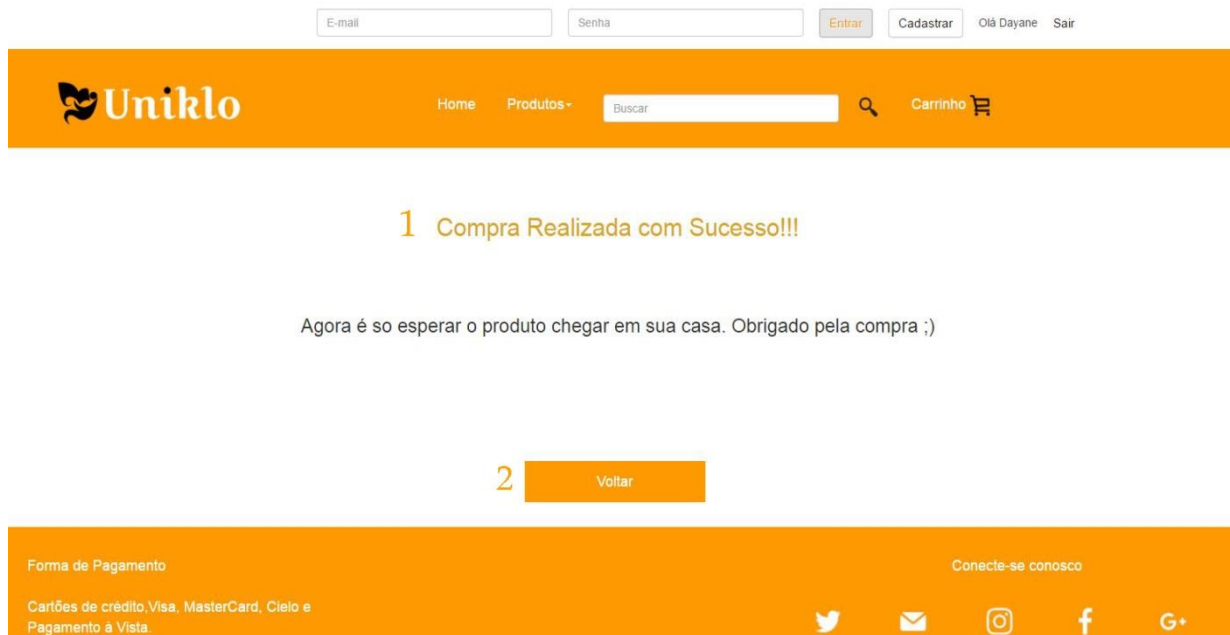 E-mail Senha Entrar Cadastrar Olá Dayane Sair
Uniklo Home Produtos Buscar Carrinho
1 Compra Realizada com Sucesso!!!
Agora é so esperar o produto chegar em sua casa. Obrigado pela compra ;)
2 Voltar
Forma de Pagamento Conecte-se conosco
Cartões de crédito,Visa, MasterCard, Cielo e
Pagamento à Vista.
f G+